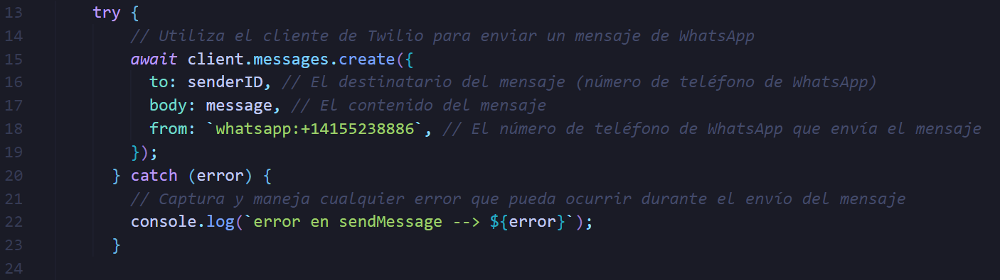 13 try {
14 // Utiliza el cliente de Twilio para enviar un mensaje de WhatsApp
15 await client.messages.create({
16 to: senderID, // El destinatario del mensaje (número de teléfono de WhatsApp)
17 body: message, // El contenido del mensaje
18 from: `whatsapp:+14155238886`, // El número de teléfono de WhatsApp que envía el mensaje
19 });
20 } catch (error) {
21 // Captura y maneja cualquier error que pueda ocurrir durante el envío del mensaje
22 console.log(`error en sendMessage --> ${error}`);
23 }
24